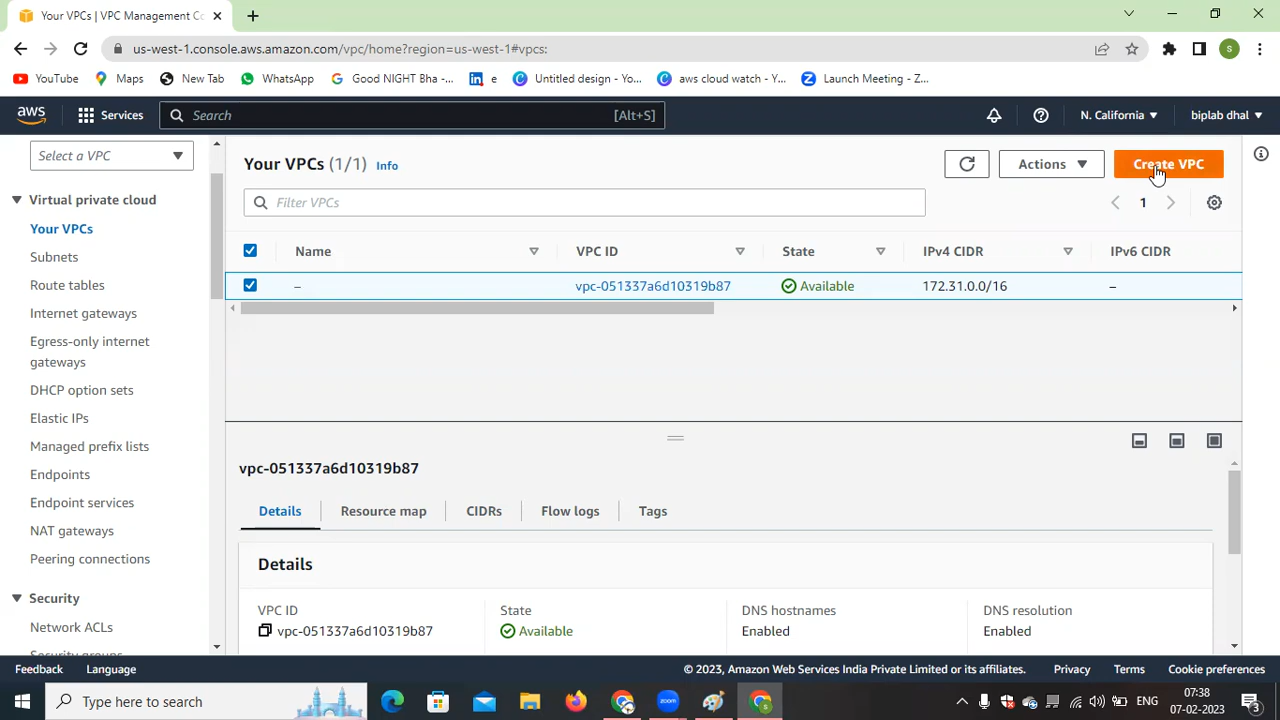 Your VPCs | VPC Management Co
us-west-1.console.aws.amazon.com/vpc/home?region=us-west-1#vpcs:
S
YouTube
Maps
New Tab
WhatsApp
Good NIGHT Bha - ...
e
Untitled design - Yo...
aws cloud watch - Y...
Launch Meeting - Z...
aws
Services
Search
[Alt+S]
N. California
biplab dhal
Select a VPC
Virtual private cloud
Your VPCs
Subnets
Route tables
Internet gateways
Egress-only internet
gateways
DHCP option sets
Elastic IPs
Managed prefix lists
Endpoints
Endpoint services
NAT gateways
Peering connections
Security
Network ACLs
Your VPCs (1/1) Info
Actions
Create VPC
Filter VPCs
1
Name VPC ID State IPv4 CIDR IPv6 CIDR
– vpc-051337a6d10319b87 Available 172.31.0.0/16 –
vpc-051337a6d10319b87
Details Resource map CIDRs Flow logs Tags
Details
VPC ID State DNS hostnames DNS resolution
vpc-051337a6d10319b87 Available Enabled Enabled
Feedback Language © 2023, Amazon Web Services India Private Limited or its affiliates. Privacy Terms Cookie preferences
Type here to search
zoom
ENG
07:38
07-02-2023
3